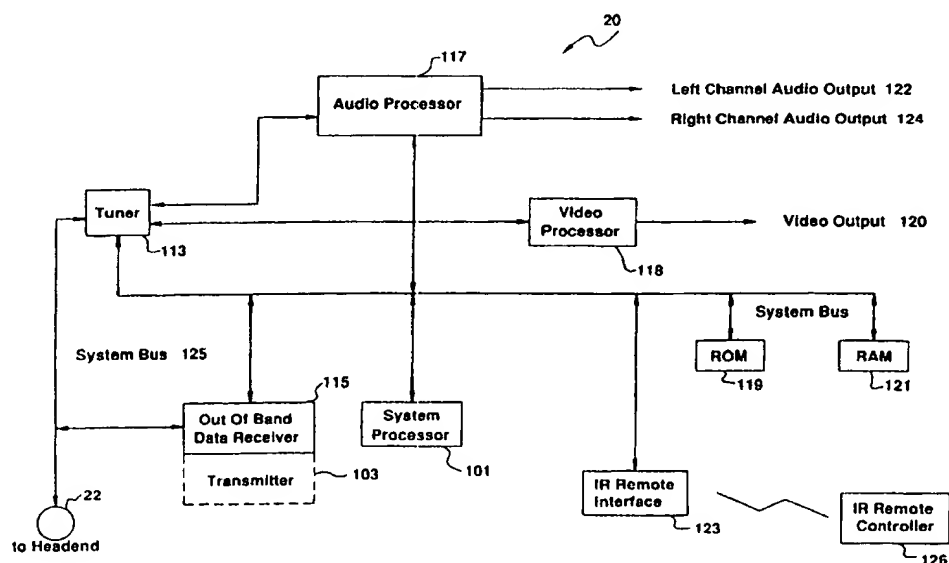 20
117
Audio Processor
Left Channel Audio Output 122
Right Channel Audio Output 124
Tuner
113
Video
Processor
118
Video Output 120
System Bus 125
System Bus
ROM
119
RAM
121
115
Out Of Band
Data Receiver
Transmitter
103
System
Processor
101
IR Remote
Interface
123
IR Remote
Controller
126
22
to Headend